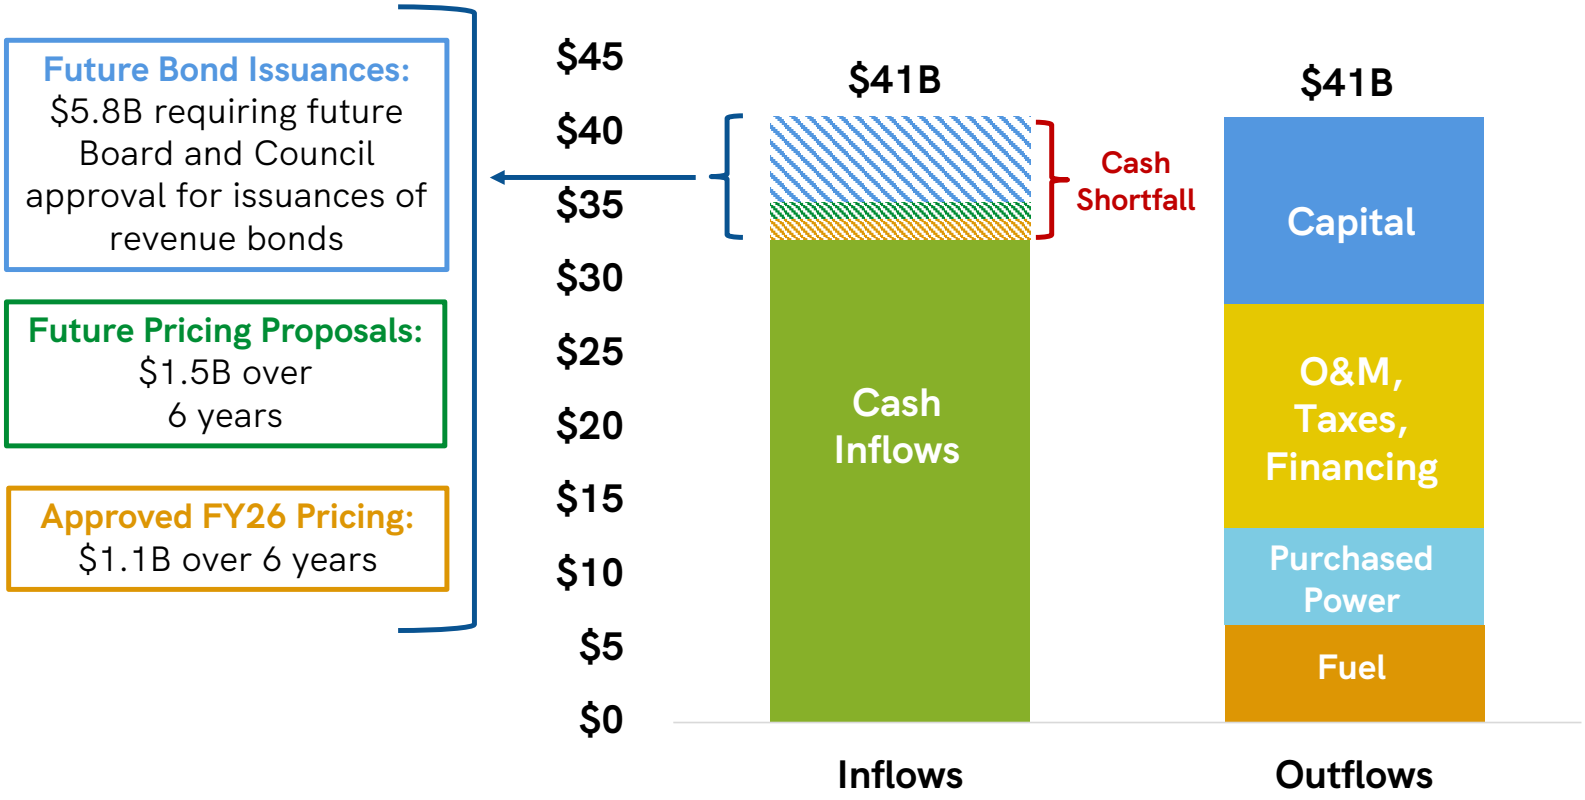 Future Bond Issuances:
$5.8B requiring future
Board and Council
approval for issuances of
revenue bonds
Future Pricing Proposals:
$1.5B over
6 years
Approved FY26 Pricing:
$1.1B over 6 years
$45
$40
$35
$30
$25
$20
$15
$10
$5
$0
$41B
Cash
Shortfall
Cash
Inflows
Inflows
$41B
Capital
O&M,
Taxes,
Financing
Purchased
Power
Fuel
Outflows